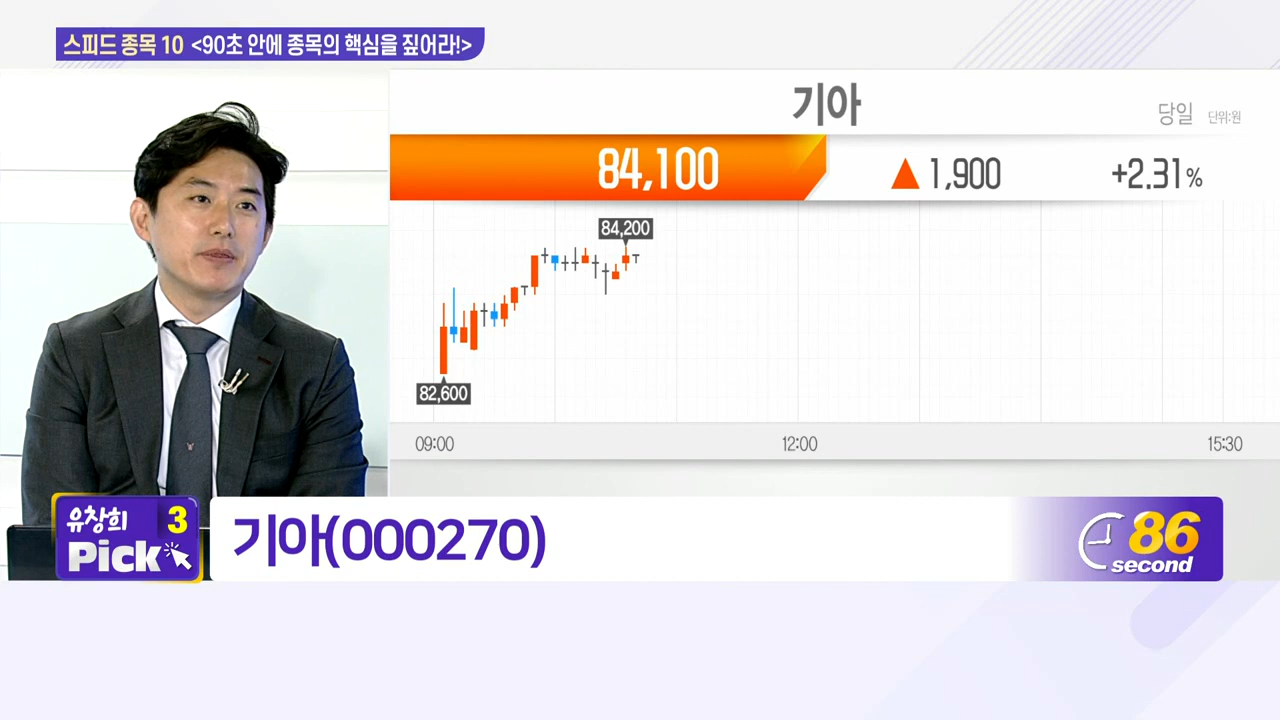 스피드 종목 10 <90초 안에 종목의 핵심을 짚어라!>
기아
당일 단위:원
84,100 ▲ 1,900 +2.31%
84,200
82,600
09:00 12:00 15:30
유창희 3
Pick
기아(000270)
86
second